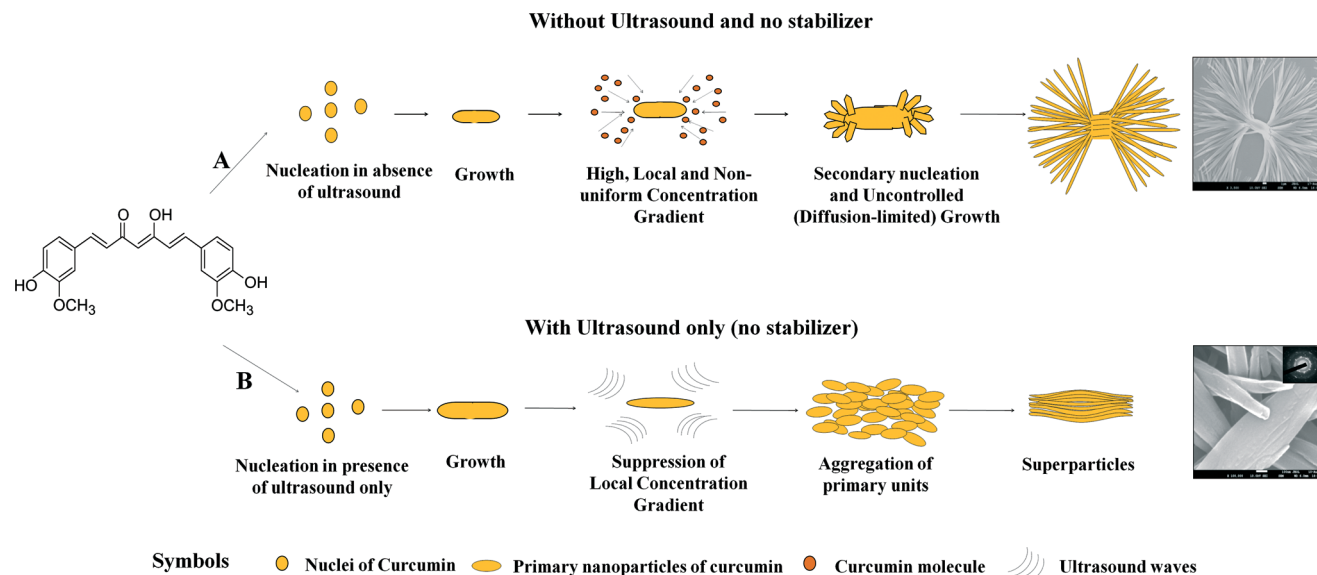 Without Ultrasound and no stabilizer
A
Nucleation in absence
of ultrasound
Growth
High, Local and Non-
uniform Concentration
Gradient
Secondary nucleation
and Uncontrolled
(Diffusion-limited) Growth
O
OH
HO
OCH3
OCH3
OH
With Ultrasound only (no stabilizer)
B
Nucleation in presence
of ultrasound only
Growth
Suppression of
Local Concentration
Gradient
Aggregation of
primary units
Superparticles
Symbols
Nuclei of Curcumin
Primary nanoparticles of curcumin
Curcumin molecule
Ultrasound waves